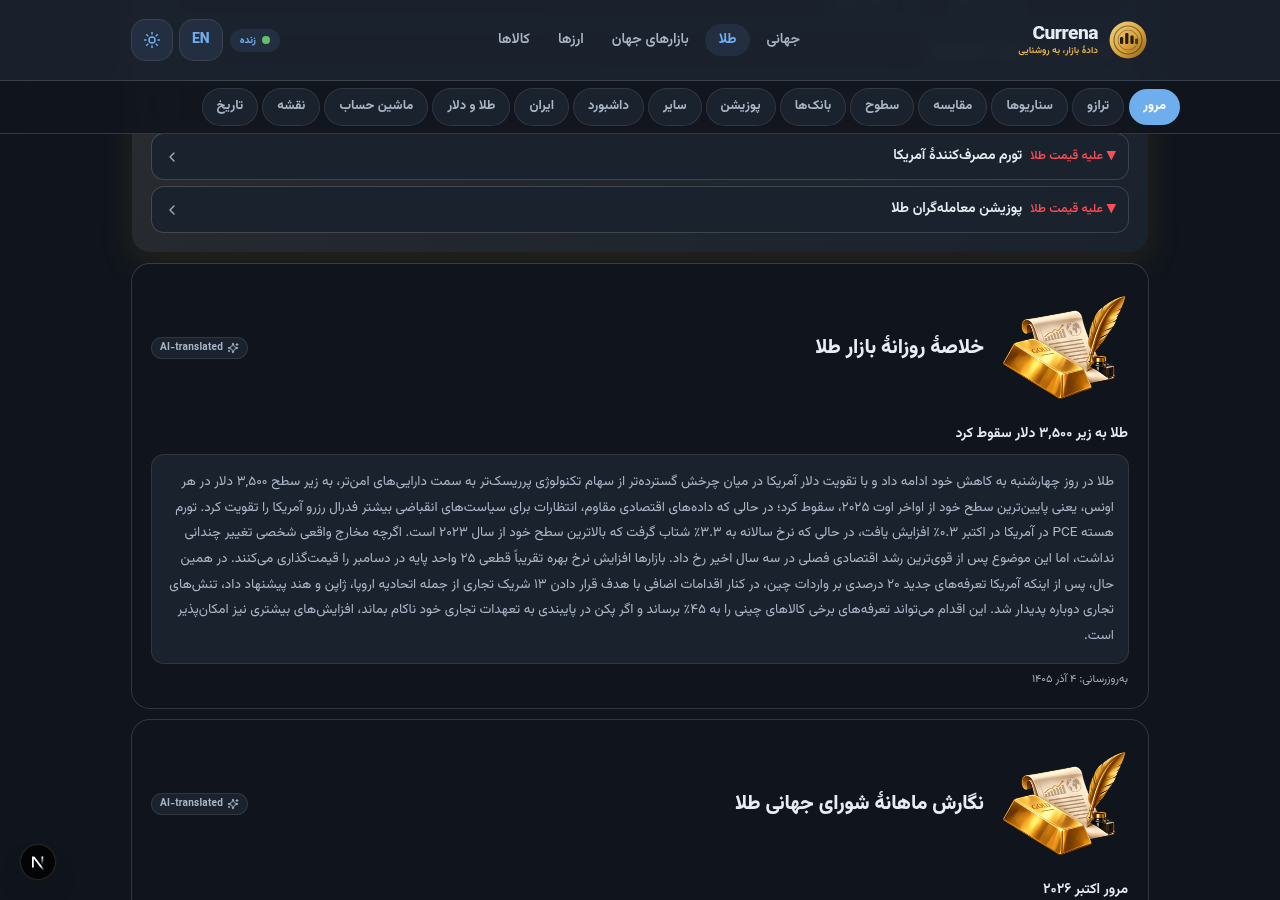 Currena
دادهٔ بازار، به روشنایی
جهانی
طلا
بازارهای جهان
ارزها
کالاها
زنده
EN
مرور
ترازو
سناریوها
مقایسه
سطوح
بانک‌ها
پوزیشن
سایر
داشبورد
ایران
طلا و دلار
ماشین حساب
نقشه
تاریخ
▼ علیه قیمت طلا تورم مصرف‌کنندهٔ آمریکا
▼ علیه قیمت طلا پوزیشن معامله‌گران طلا
خلاصهٔ روزانهٔ بازار طلا
AI-translated
طلا به زیر ۳,۵۰۰ دلار سقوط کرد
طلا در روز چهارشنبه به کاهش خود ادامه داد و با تقویت دلار آمریکا در میان چرخش گسترده‌تر از سهام تکنولوژی پرریسک‌تر به سمت دارایی‌های امن‌تر، به زیر سطح ۳,۵۰۰ دلار در هر
اونس، یعنی پایین‌ترین سطح خود از اواخر اوت ۲۰۲۵، سقوط کرد؛ در حالی که داده‌های اقتصادی مقاوم، انتظارات برای سیاست‌های انقباضی بیشتر فدرال رزرو آمریکا را تقویت کرد. تورم
هسته PCE در آمریکا در اکتبر ۰.۳٪ افزایش یافت، در حالی که نرخ سالانه به ۳.۳٪ شتاب گرفت که بالاترین سطح خود از سال ۲۰۲۳ است. اگرچه مخارج واقعی شخصی تغییر چندانی
نداشت، اما این موضوع پس از قوی‌ترین رشد اقتصادی فصلی در سه سال اخیر رخ داد. بازارها افزایش نرخ بهره تقریباً قطعی ۲۵ واحد پایه در دسامبر را قیمت‌گذاری می‌کنند. در همین
حال، پس از اینکه آمریکا تعرفه‌های جدید ۲۰ درصدی بر واردات چین، در کنار اقدامات اضافی با هدف قرار دادن ۱۳ شریک تجاری از جمله اتحادیه اروپا، ژاپن و هند پیشنهاد داد، تنش‌های
تجاری دوباره پدیدار شد. این اقدام می‌تواند تعرفه‌های برخی کالاهای چینی را به ۴۵٪ برساند و اگر پکن در پایبندی به تعهدات تجاری خود ناکام بماند، افزایش‌های بیشتری نیز امکان‌پذیر
است.
به‌روزرسانی: ۴ آذر ۱۴۰۵
نگارش ماهانهٔ شورای جهانی طلا
AI-translated
مرور اکتبر ۲۰۲۶
GOLD
GOLD
N